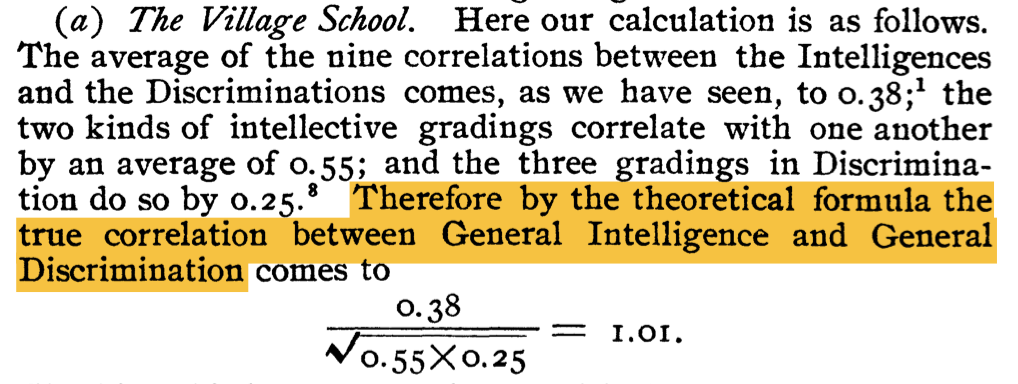 (a) The Village School. Here our calculation is as follows.
The average of the nine correlations between the Intelligences
and the Discriminations comes, as we have seen, to 0.38;¹ the
two kinds of intellective gradings correlate with one another
by an average of 0.55; and the three gradings in Discrimina-
tion do so by 0.25.⁸ Therefore by the theoretical formula the
true correlation between General Intelligence and General
Discrimination comes to
0.38
√0.55×0.25 = 1.01.